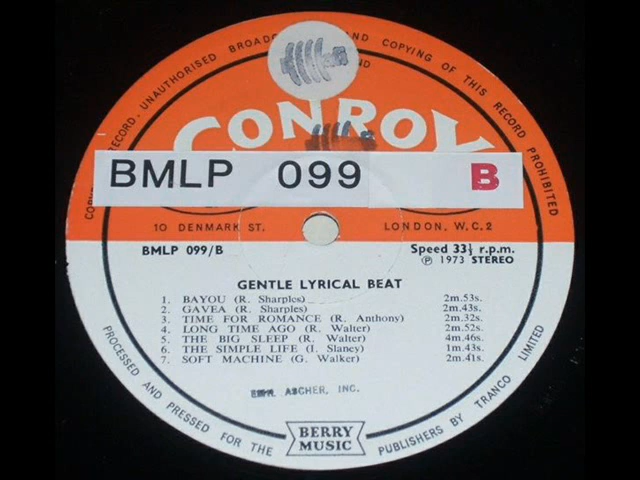 COPYING OF THIS RECORD PROHIBITED
RECORD, UNAUTHORISED
CONROY
BMLP 099 B
10 DENMARK ST. LONDON, W.C.2
BMLP 099/B Speed 33⅓ r.p.m.
℗ 1973 STEREO
GENTLE LYRICAL BEAT
1. BAYOU (R. Sharples) 2m.53s.
2. GAVEA (R. Sharples) 2m.43s.
3. TIME FOR ROMANCE (R. Anthony) 2m.32s.
4. LONG TIME AGO (R. Walter) 2m.52s.
5. THE BIG SLEEP (R. Walter) 4m.46s.
6. THE SIMPLE LIFE (I. Slaney) 1m.43s.
7. SOFT MACHINE (G. Walker) 2m.41s.
ASCHER, INC.
PROCESSED AND PRESSED FOR THE PUBLISHERS BY TRANCO LIMITED
BERRY
MUSIC